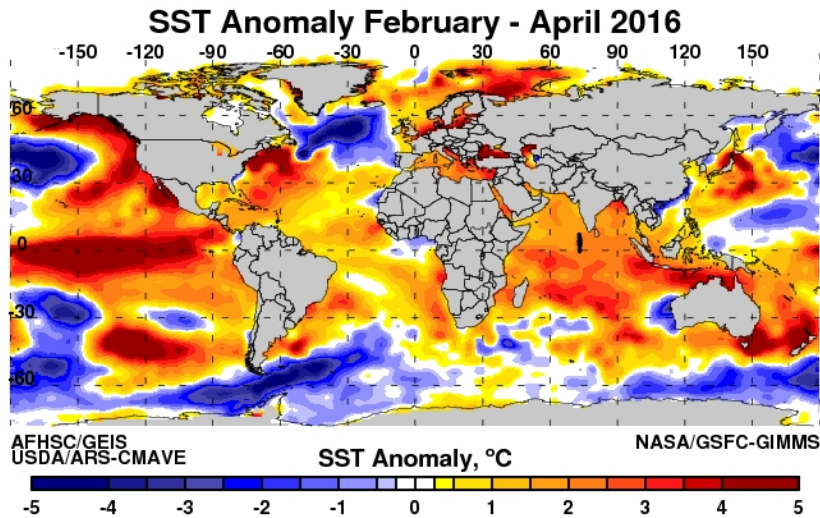 SST Anomaly February - April 2016
-150 -120 -90 -60 -30 0 30 60 90 120 150
60
30
0
-30
-60
AFHSC/GEIS
USDA/ARS-CMAVE
NASA/GSFC-GIMMS
SST Anomaly, ºC
-5 -4 -3 -2 -1 0 1 2 3 4 5